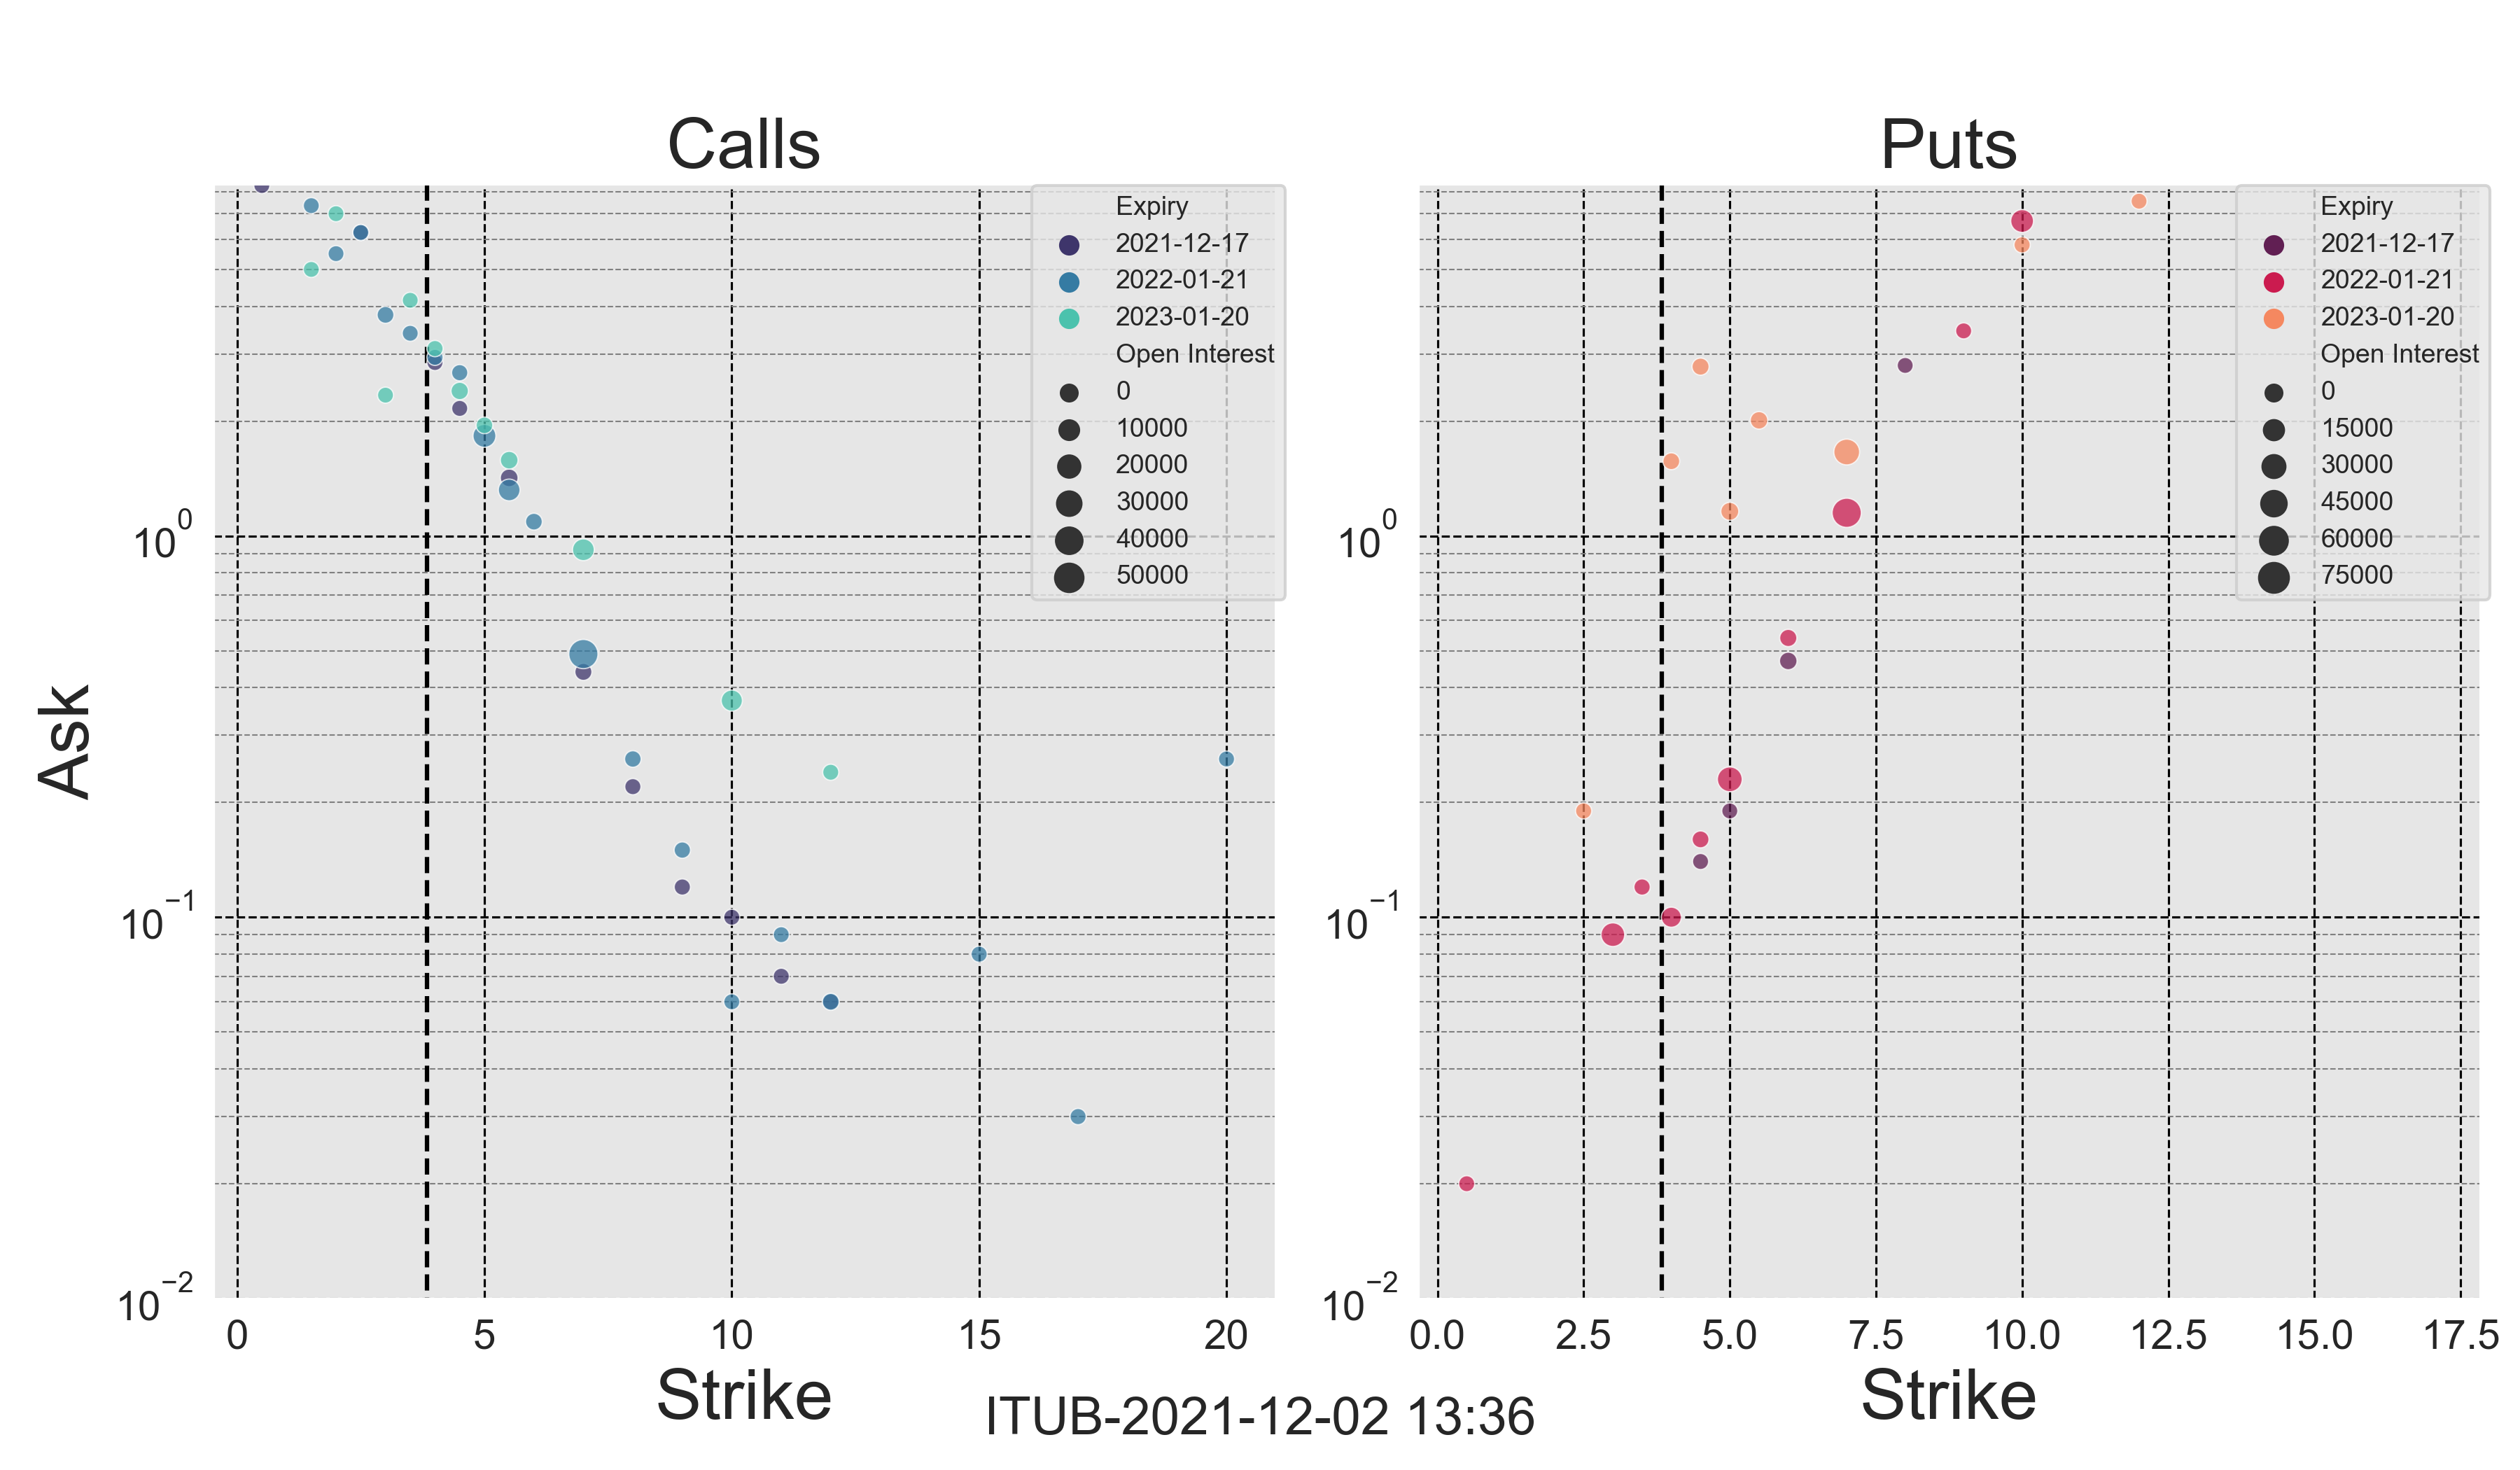 Calls
Puts
Expiry
2021-12-17
2022-01-21
2023-01-20
Open Interest
0
10000
20000
30000
40000
50000
Expiry
2021-12-17
2022-01-21
2023-01-20
Open Interest
0
15000
30000
45000
60000
75000
Ask
10^0
10^−1
10^−2
10^0
10^−1
10^−2
0 5 10 15 20
0.0 2.5 5.0 7.5 10.0 12.5 15.0 17.5
Strike
Strike
ITUB-2021-12-02 13:36